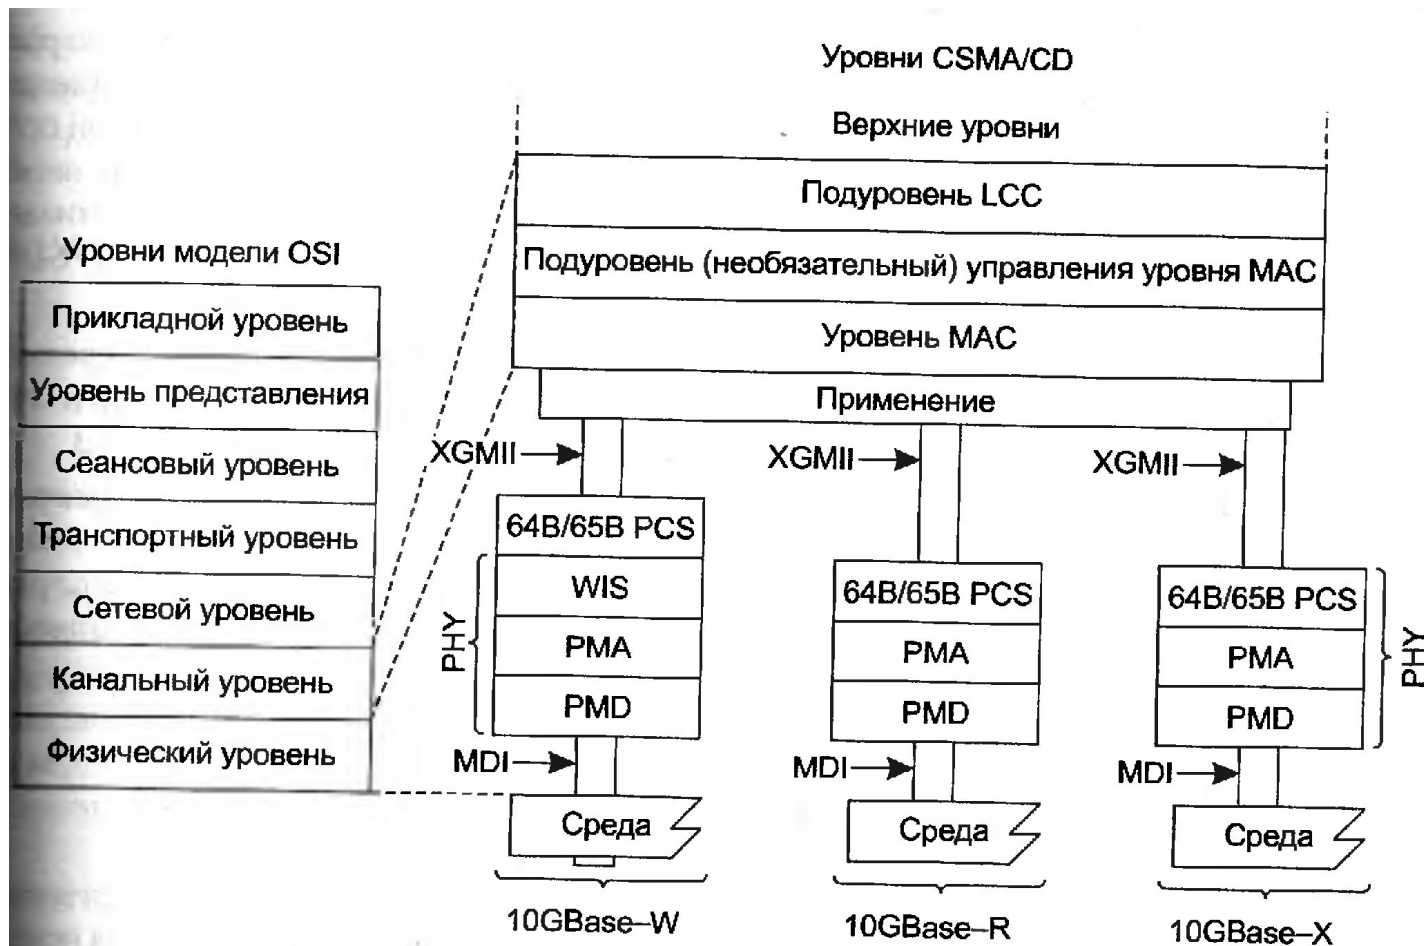 Уровни CSMA/CD
Верхние уровни
Подуровень LCC
Подуровень (необязательный) управления уровня MAC
Уровень MAC
Применение
Уровни модели OSI
Прикладной уровень
Уровень представления
Сеансовый уровень
Транспортный уровень
Сетевой уровень
Канальный уровень
Физический уровень
XGMII
64B/65B PCS
WIS
PMA
PMD
PHY
MDI
Среда
10GBase–W
XGMII
64B/65B PCS
PMA
PMD
MDI
Среда
10GBase–R
XGMII
64B/65B PCS
PMA
PMD
PHY
MDI
Среда
10GBase–X